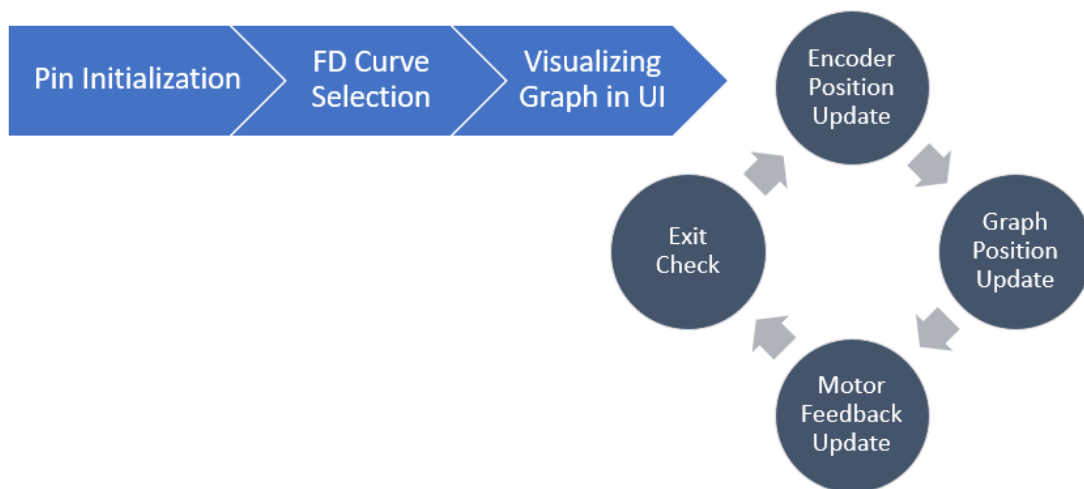 Pin Initialization
FD Curve
Selection
Visualizing
Graph in UI
Encoder
Position
Update
Graph
Position
Update
Motor
Feedback
Update
Exit
Check